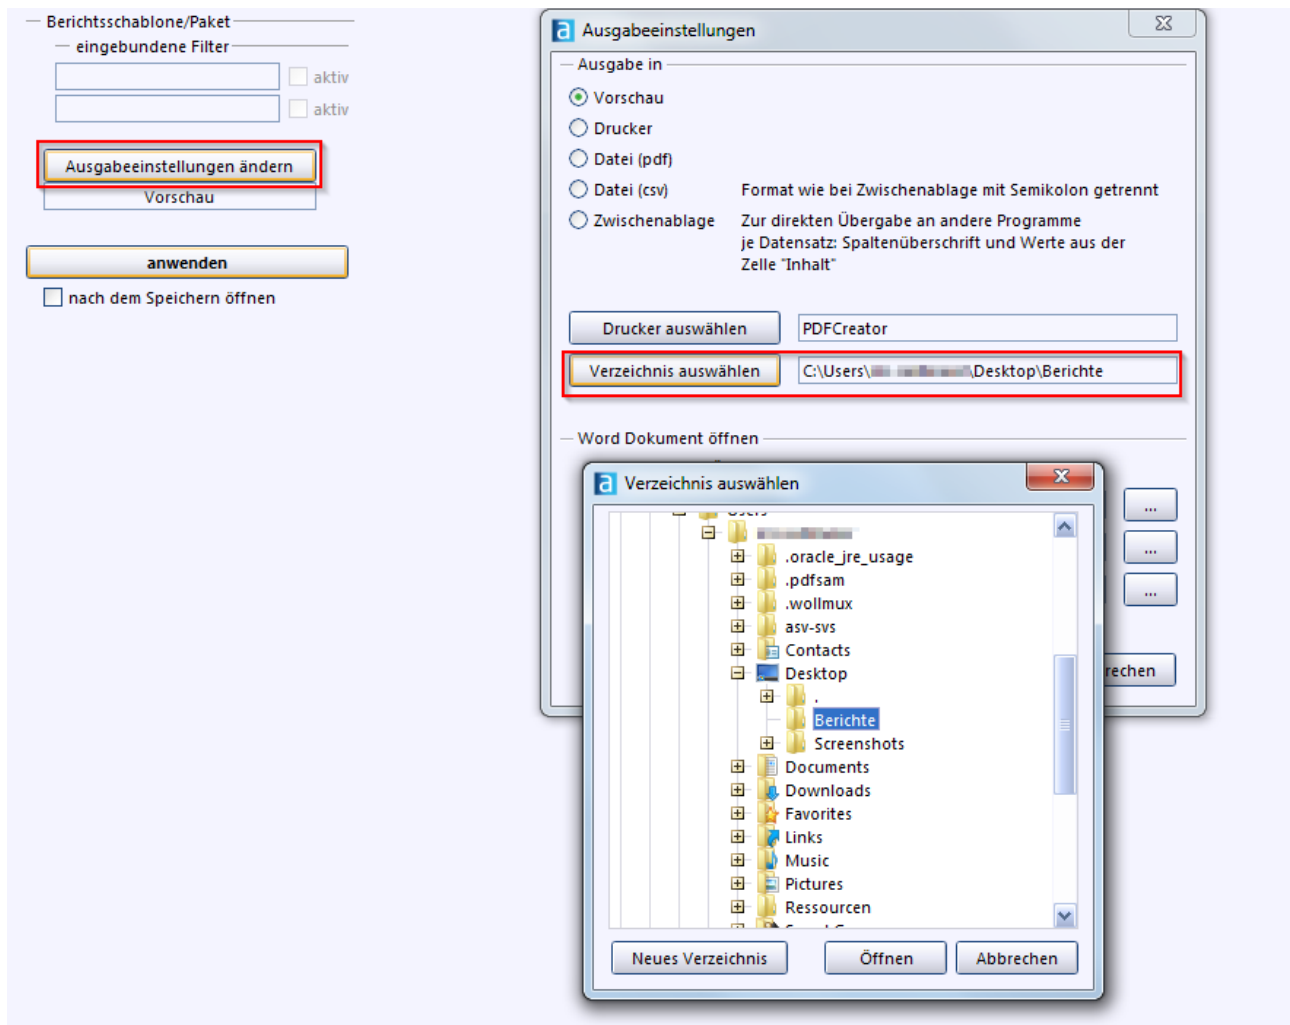 Berichtsschablone/Paket
eingebundene Filter
aktiv
aktiv
Ausgabeeinstellungen ändern
Vorschau
anwenden
nach dem Speichern öffnen
Ausgabeeinstellungen
Ausgabe in
Vorschau
Drucker
Datei (pdf)
Datei (csv) Format wie bei Zwischenablage mit Semikolon getrennt
Zwischenablage Zur direkten Übergabe an andere Programme
je Datensatz: Spaltenüberschrift und Werte aus der
Zelle "Inhalt"
Drucker auswählen PDFCreator
Verzeichnis auswählen C:\Users\ \Desktop\Berichte
Word Dokument öffnen
...
...
...
rechen
Verzeichnis auswählen
Users
.oracle_jre_usage
.pdfsam
.wollmux
asv-svs
Contacts
Desktop
.
Berichte
Screenshots
Documents
Downloads
Favorites
Links
Music
Pictures
Ressourcen
Neues Verzeichnis Öffnen Abbrechen